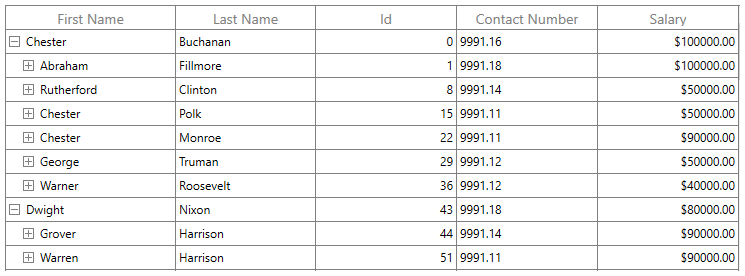 First Name Last Name Id Contact Number Salary
Chester Buchanan 0 9991.16 $100000.00
Abraham Fillmore 1 9991.18 $100000.00
Rutherford Clinton 8 9991.14 $50000.00
Chester Polk 15 9991.11 $50000.00
Chester Monroe 22 9991.11 $90000.00
George Truman 29 9991.12 $50000.00
Warner Roosevelt 36 9991.12 $40000.00
Dwight Nixon 43 9991.18 $80000.00
Grover Harrison 44 9991.14 $90000.00
Warren Harrison 51 9991.11 $90000.00